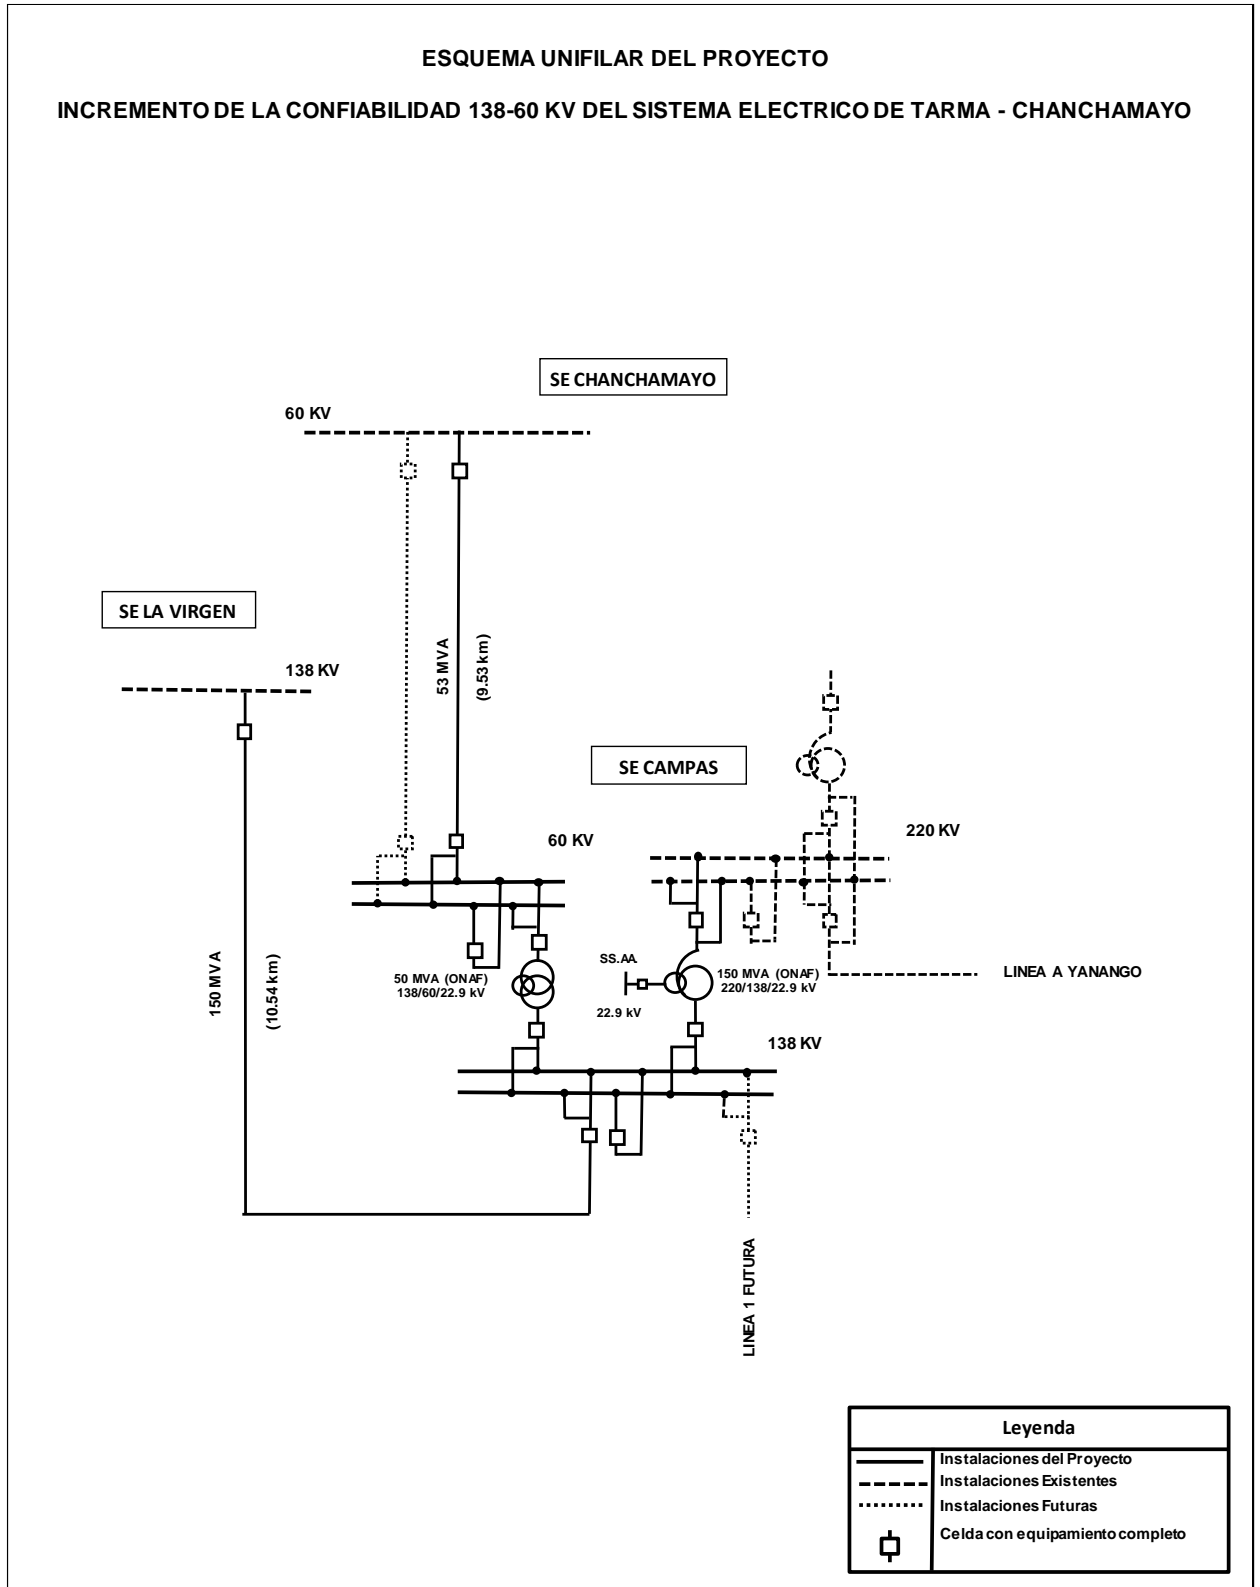 ESQUEMA UNIFILAR DEL PROYECTO
INCREMENTO DE LA CONFIABILIDAD 138-60 KV DEL SISTEMA ELECTRICO DE TARMA - CHANCHAMAYO
SE CHANCHAMAYO
60 KV
SE LA VIRGEN
138 KV
53 MVA
(9.53 km)
SE CAMPAS
60 KV
220 KV
150 MVA
(10.54 km)
50 MVA (ONAF)
138/60/22.9 kV
SS.AA.
22.9 kV
150 MVA (ONAF)
220/138/22.9 kV
LINEA A YANANGO
138 KV
LINEA 1 FUTURA
Leyenda
Instalaciones del Proyecto
Instalaciones Existentes
Instalaciones Futuras
Celda con equipamiento completo